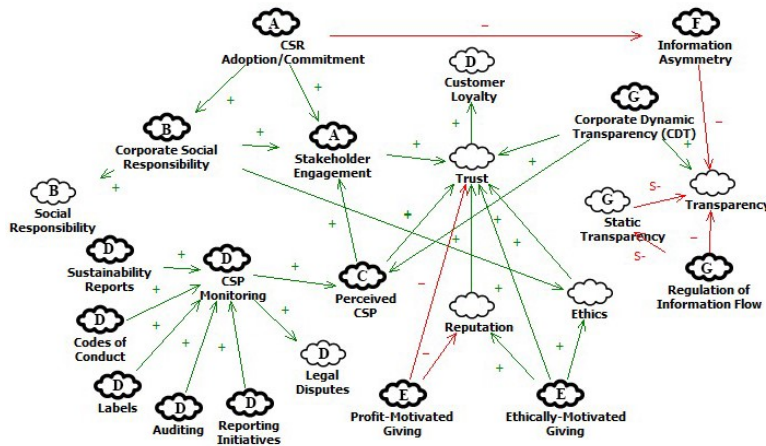 A
CSR
Adoption/Commitment
−
F
Information
Asymmetry
D
Customer
Loyalty
G
Corporate Dynamic
Transparency (CDT)
+
+
−
B
Corporate Social
Responsibility
+
A
Stakeholder
Engagement
+
+
+
Trust
+
+
Transparency
B
Social
Responsibility
+
+
+
G
Static
Transparency
S-
−
S-
D
Sustainability
Reports
+
D
CSP
Monitoring
+
C
Perceived
CSP
+
+
+
+
G
Regulation of
Information Flow
D
Codes of
Conduct
+
+
+
+
+
D
Legal
Disputes
Reputation
+
Ethics
−
−
+
+
D
Labels
D
Auditing
D
Reporting
Initiatives
E
Profit-Motivated
Giving
E
Ethically-Motivated
Giving